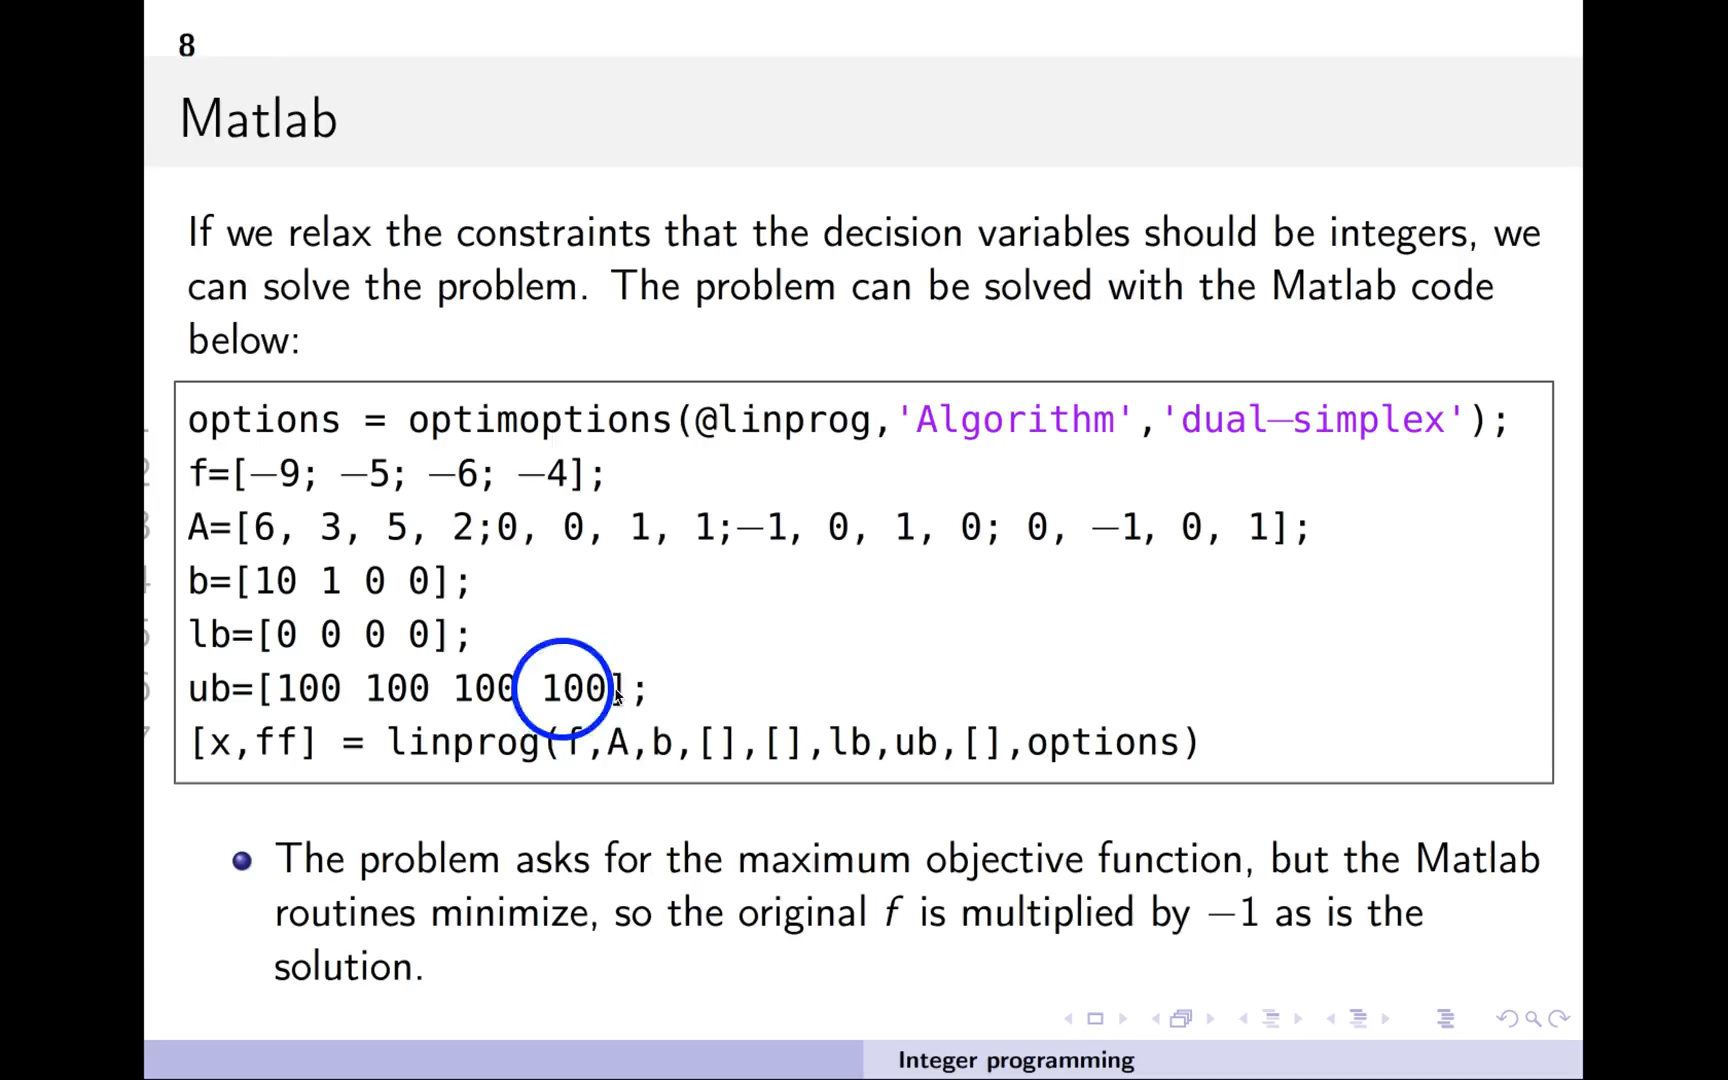 8
Matlab
If we relax the constraints that the decision variables should be integers, we
can solve the problem. The problem can be solved with the Matlab code
below:
options = optimoptions(@linprog,'Algorithm','dual−simplex');
f=[−9; −5; −6; −4];
A=[6, 3, 5, 2;0, 0, 1, 1;−1, 0, 1, 0; 0, −1, 0, 1];
b=[10 1 0 0];
lb=[0 0 0 0];
ub=[100 100 100 100];
[x,ff] = linprog(f,A,b,[],[],lb,ub,[],options)
The problem asks for the maximum objective function, but the Matlab
routines minimize, so the original f is multiplied by −1 as is the
solution.
Integer programming